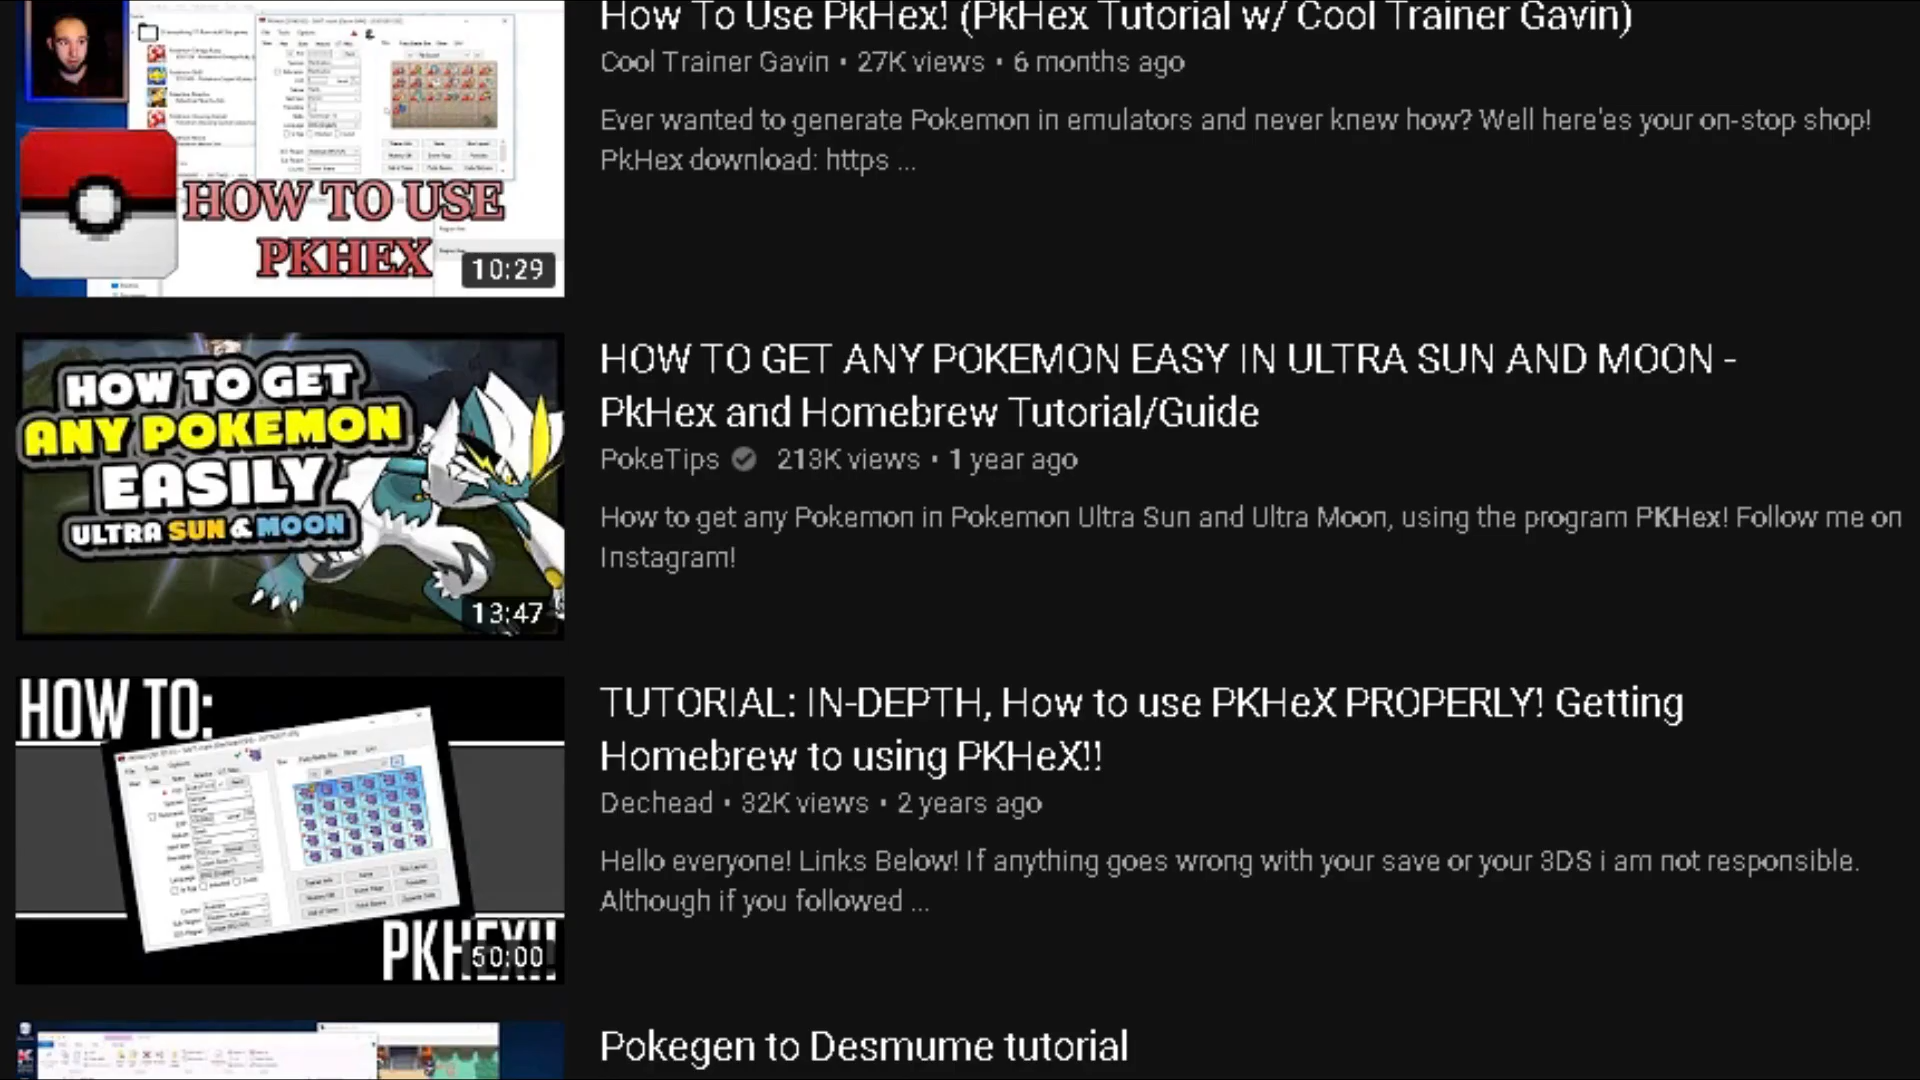 How To Use PkHex! (PkHex Tutorial w/ Cool Trainer Gavin)
Cool Trainer Gavin • 27K views • 6 months ago
Ever wanted to generate Pokemon in emulators and never knew how? Well here'es your on-stop shop!
PkHex download: https ...
HOW TO USE
PKHEX
10:29
HOW TO GET
ANY POKEMON
EASILY
ULTRA SUN & MOON
13:47
HOW TO GET ANY POKEMON EASY IN ULTRA SUN AND MOON -
PkHex and Homebrew Tutorial/Guide
PokeTips 213K views • 1 year ago
How to get any Pokemon in Pokemon Ultra Sun and Ultra Moon, using the program PKHex! Follow me on
Instagram!
HOW TO:
PKHEX!!
50:00
TUTORIAL: IN-DEPTH, How to use PKHeX PROPERLY! Getting
Homebrew to using PKHeX!!
Dechead • 32K views • 2 years ago
Hello everyone! Links Below! If anything goes wrong with your save or your 3DS i am not responsible.
Although if you followed ...
Pokegen to Desmume tutorial